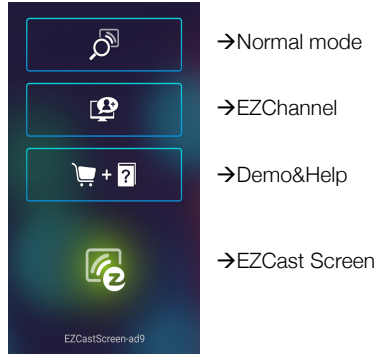 →Normal mode
→EZChannel
+ ?
→Demo&Help
→EZCast Screen
EZCastScreen-ad9